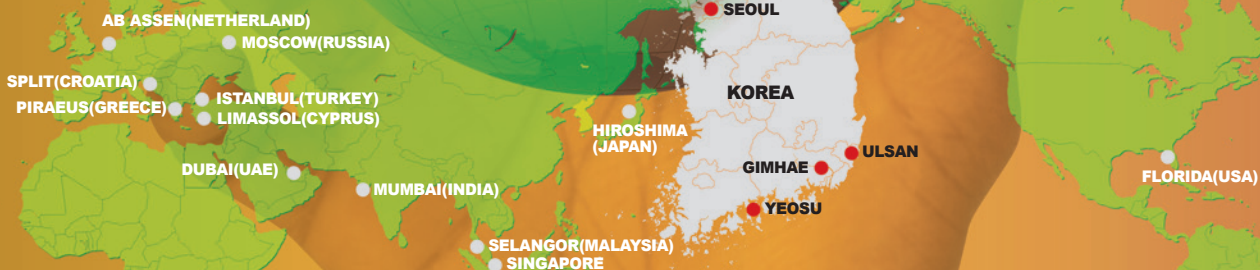 SEOUL
AB ASSEN(NETHERLAND)
MOSCOW(RUSSIA)
SPLIT(CROATIA)
KOREA
ISTANBUL(TURKEY)
PIRAEUS(GREECE)
LIMASSOL(CYPRUS)
HIROSHIMA
(JAPAN)
ULSAN
GIMHAE
DUBAI(UAE)
FLORIDA(USA)
MUMBAI(INDIA)
YEOSU
SELANGOR(MALAYSIA)
SINGAPORE